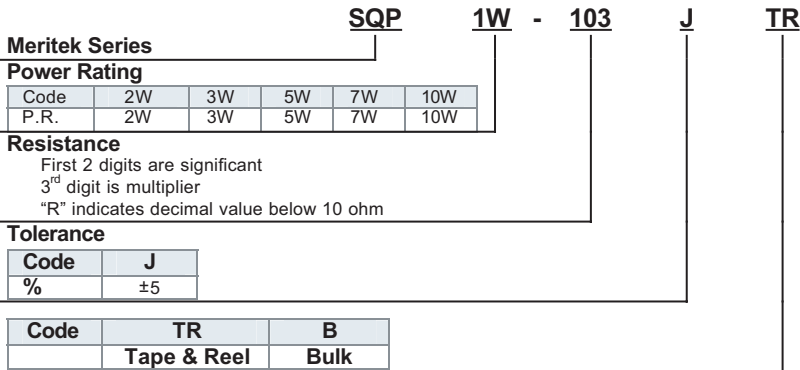 SQP 1W - 103 J TR
Meritek Series
Power Rating
Code 2W 3W 5W 7W 10W
P.R. 2W 3W 5W 7W 10W
Resistance
First 2 digits are significant
3rd digit is multiplier
“R” indicates decimal value below 10 ohm
Tolerance
Code J
% ±5
Code TR B
Tape & Reel Bulk